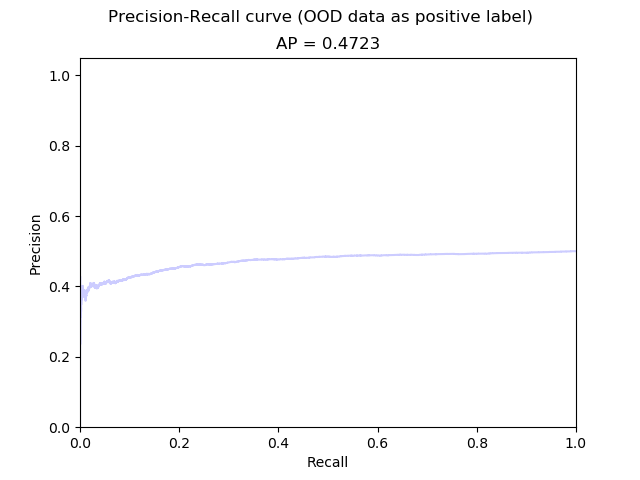 Precision-Recall curve (OOD data as positive label)
AP = 0.4723
1.0
0.8
0.6
0.4
0.2
0.0
Precision
0.0 0.2 0.4 0.6 0.8 1.0
Recall